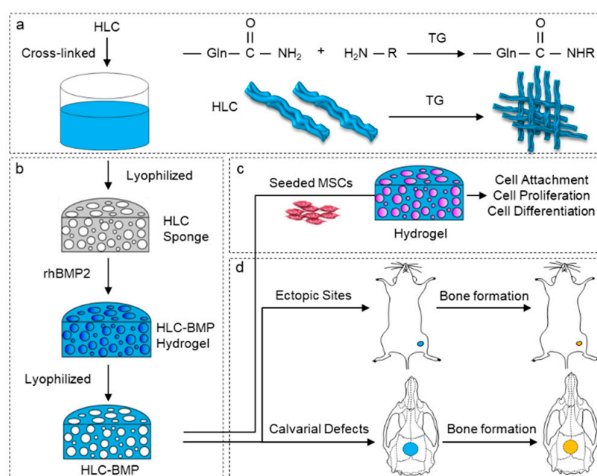 a
HLC
Cross-linked
— Gln — C — NH₂ + H₂N — R
O
TG
— Gln — C — NHR
O
HLC
TG
b
Lyophilized
HLC
Sponge
rhBMP2
HLC-BMP
Hydrogel
Lyophilized
HLC-BMP
c
Seeded MSCs
Hydrogel
Cell Attachment
Cell Proliferation
Cell Differentiation
d
Ectopic Sites
Bone formation
Calvarial Defects
Bone formation